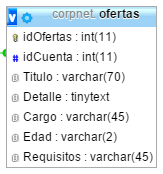 v corpnet. ofertas
idOfertas : int(11)
# idCuenta : int(11)
Titulo : varchar(70)
Detalle : tinytext
Cargo : varchar(45)
Edad : varchar(2)
Requisitos : varchar(45)